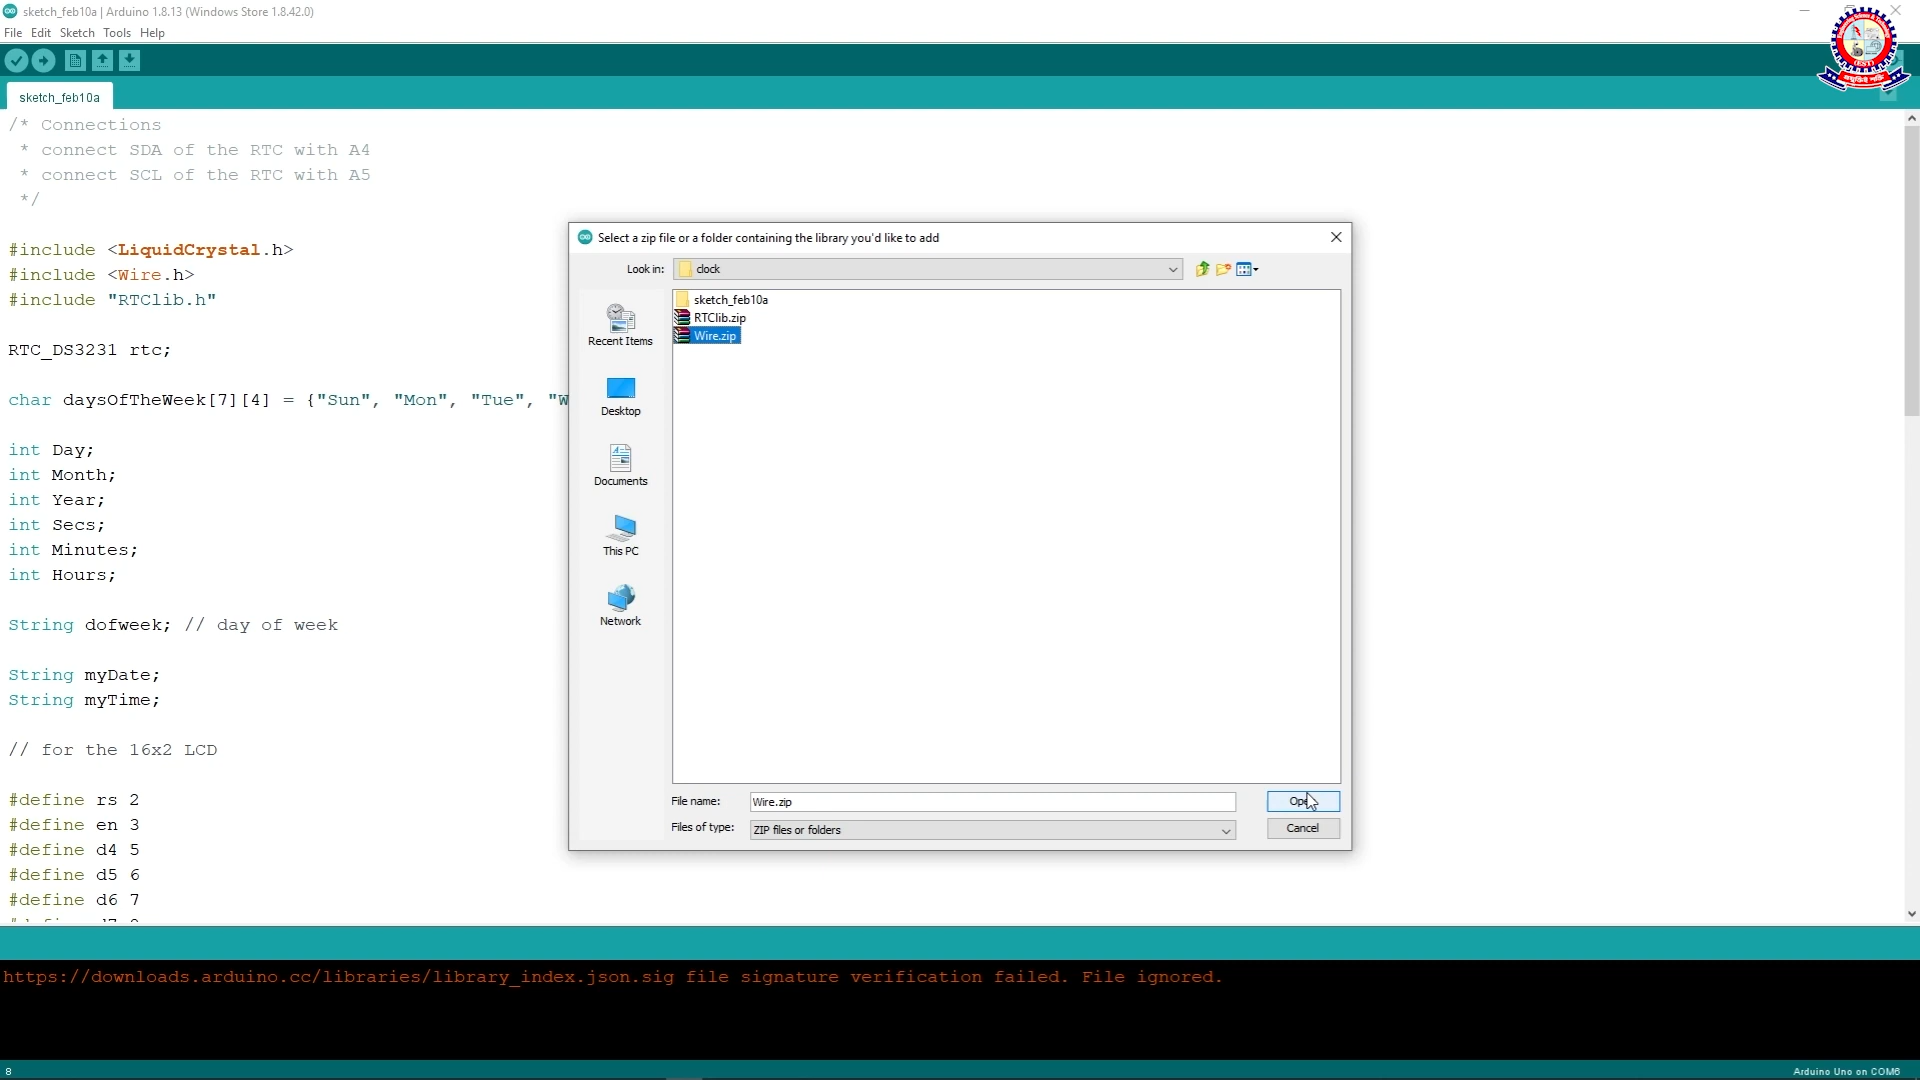 sketch_feb10a | Arduino 1.8.13 (Windows Store 1.8.42.0)
File Edit Sketch Tools Help
sketch_feb10a
/* Connections
 * connect SDA of the RTC with A4
 * connect SCL of the RTC with A5
 */
#include <LiquidCrystal.h>
#include <Wire.h>
#include "RTClib.h"
RTC_DS3231 rtc;
char daysOfTheWeek[7][4] = {"Sun", "Mon", "Tue", "W
int Day;
int Month;
int Year;
int Secs;
int Minutes;
int Hours;
String dofweek; // day of week
String myDate;
String myTime;
// for the 16x2 LCD
#define rs 2
#define en 3
#define d4 5
#define d5 6
#define d6 7
Select a zip file or a folder containing the library you'd like to add
Look in: clock
Recent Items
Desktop
Documents
This PC
Network
sketch_feb10a
RTClib.zip
Wire.zip
File name: Wire.zip
Open
Files of type: ZIP files or folders
Cancel
https://downloads.arduino.cc/libraries/library_index.json.sig file signature verification failed. File ignored.
8
Arduino Uno on COM6
(EST)